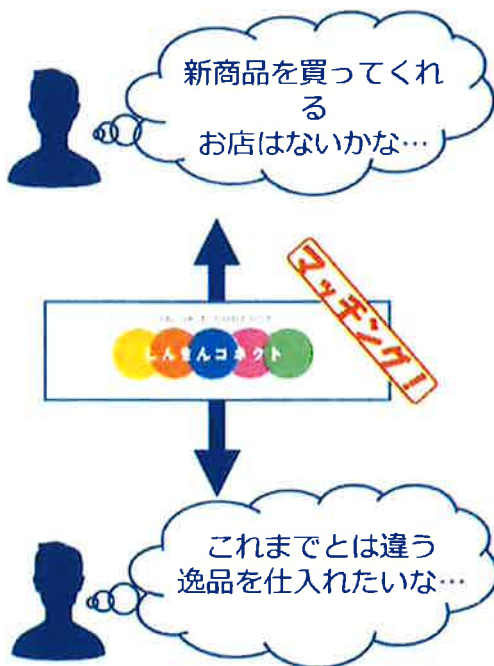 新商品を買ってくれ
る
お店はないかな…
マッチング！
しんきんコネクト
これまでとは違う
逸品を仕入れたいな…